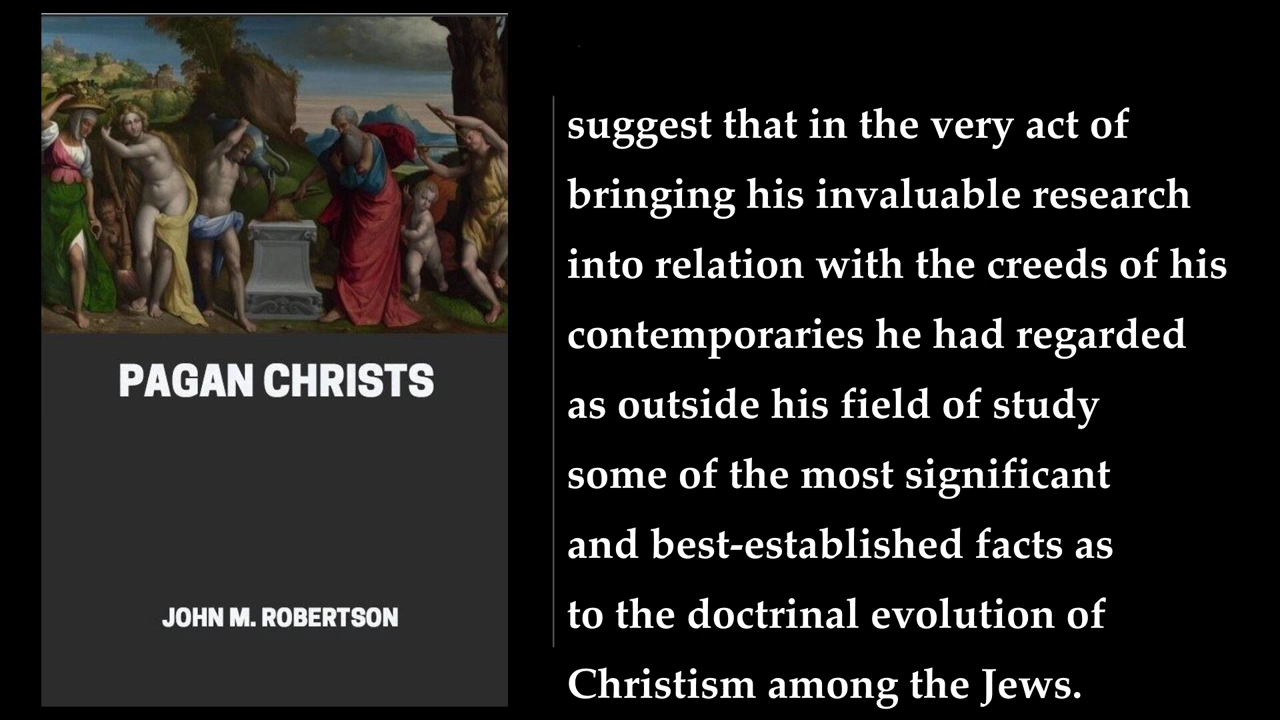 PAGAN CHRISTS
JOHN M. ROBERTSON
suggest that in the very act of
bringing his invaluable research
into relation with the creeds of his
contemporaries he had regarded
as outside his field of study
some of the most significant
and best-established facts as
to the doctrinal evolution of
Christism among the Jews.